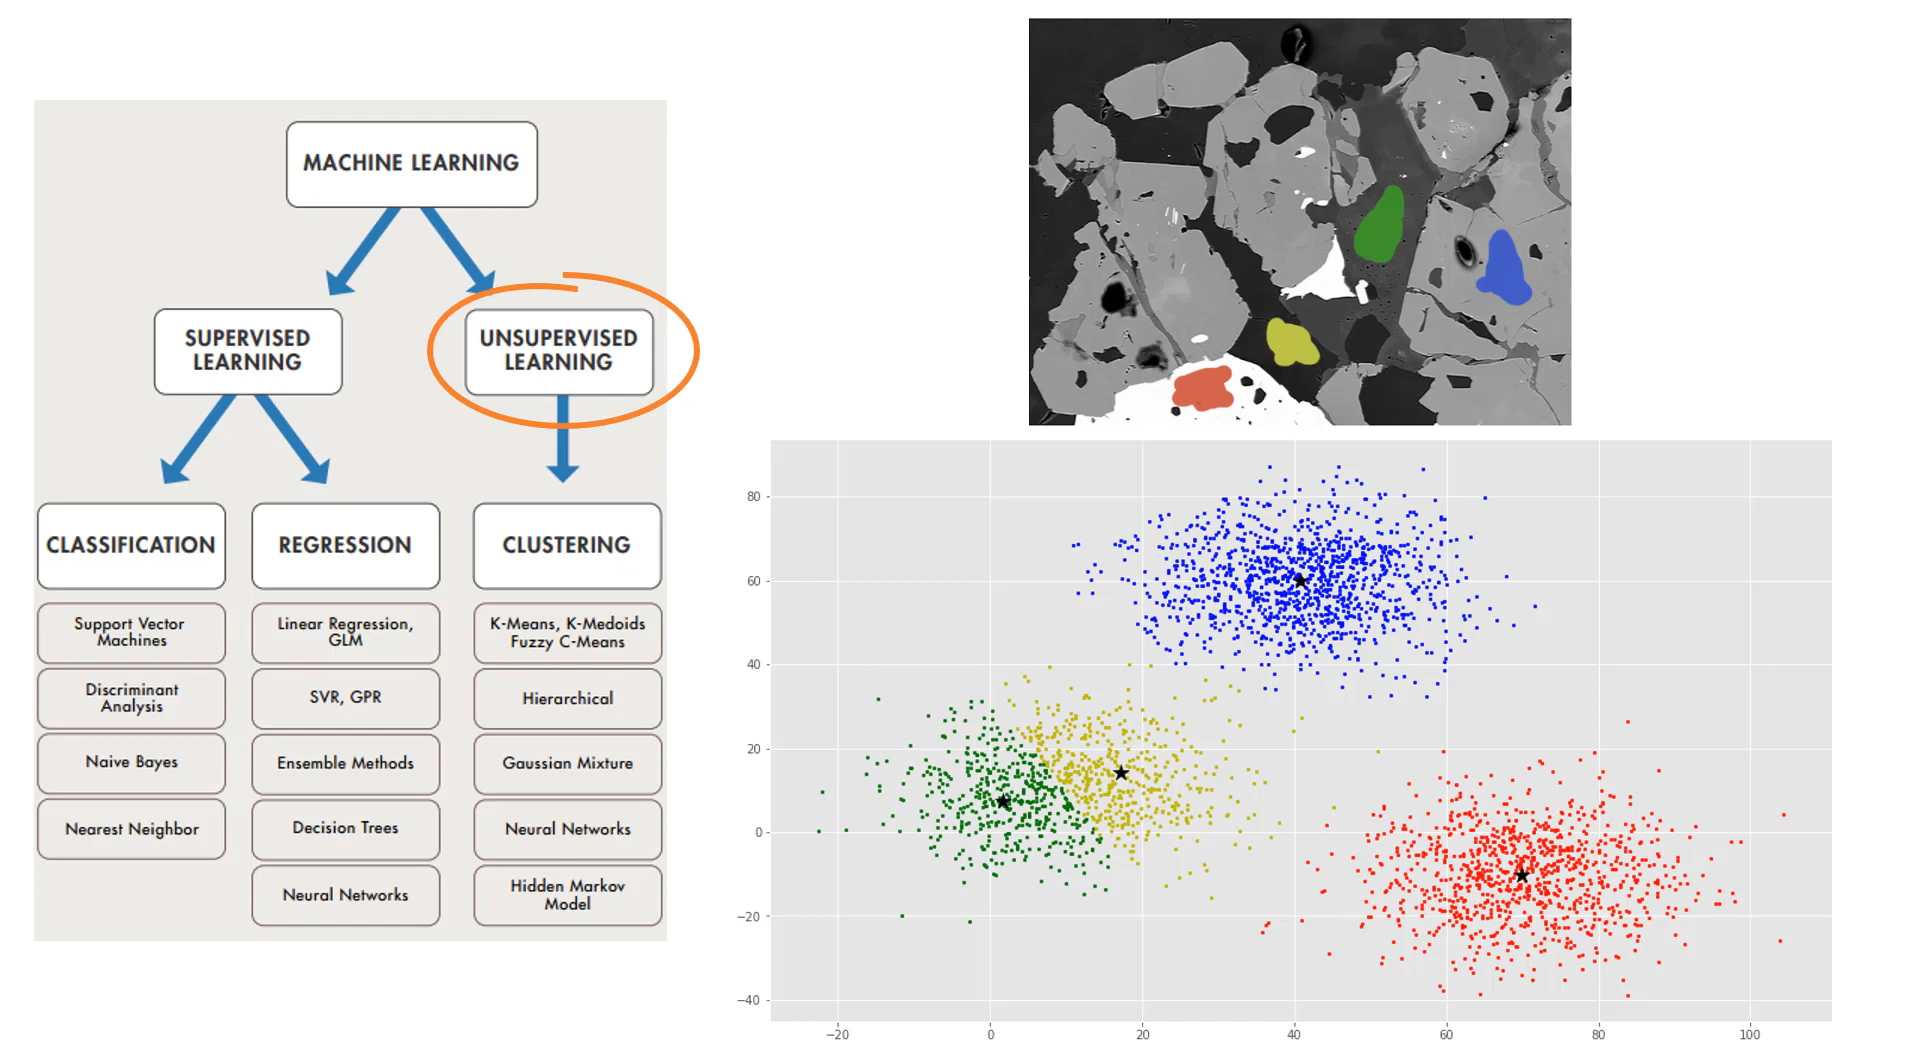 MACHINE LEARNING
SUPERVISED
LEARNING
UNSUPERVISED
LEARNING
CLASSIFICATION
REGRESSION
CLUSTERING
Support Vector
Machines
Discriminant
Analysis
Naive Bayes
Nearest Neighbor
Linear Regression,
GLM
SVR, GPR
Ensemble Methods
Decision Trees
Neural Networks
K-Means, K-Medoids
Fuzzy C-Means
Hierarchical
Gaussian Mixture
Neural Networks
Hidden Markov
Model
80
60
40
20
0
−20
−40
−20
0
20
40
60
80
100